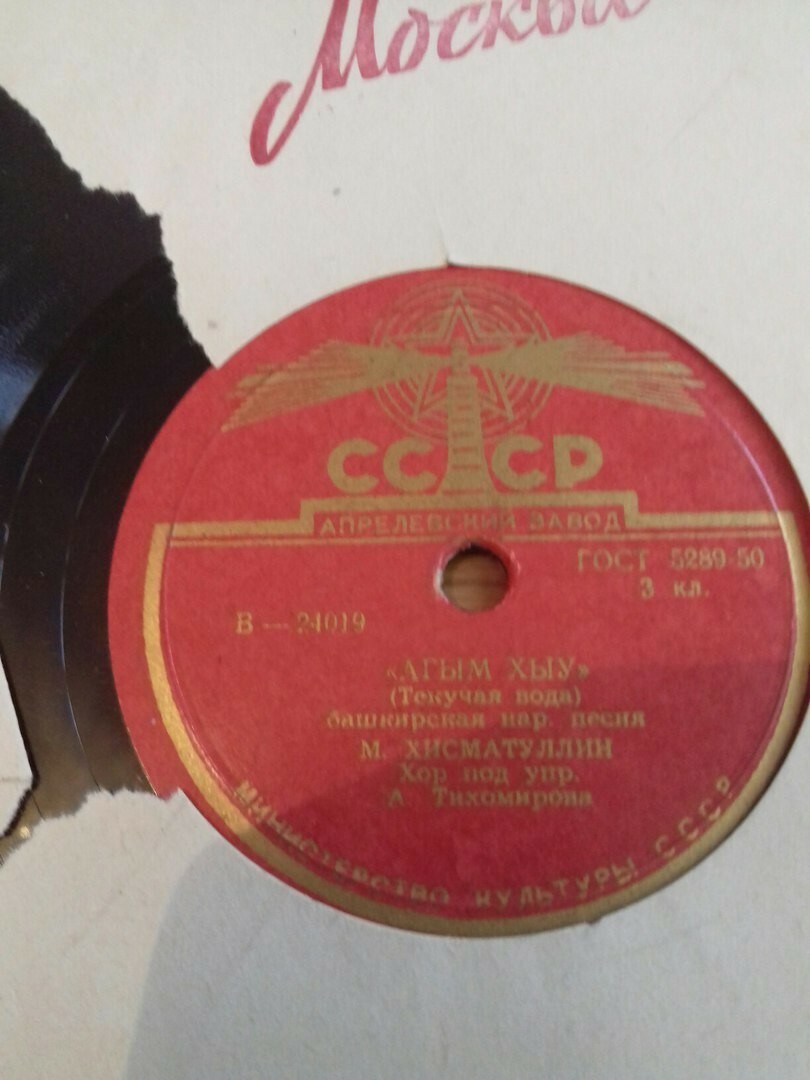 Москвы
СССР
АПРЕЛЕВСКИЙ ЗАВОД
ГОСТ 5289-50
3 кл.
В — 24019
«АГЫМ ХЫУ»
(Текучая вода)
башкирская нар. песня
М. ХИСМАТУЛЛИН
Хор под упр.
А. Тихомирова
МИНИСТЕРСТВО КУЛЬТУРЫ СССР